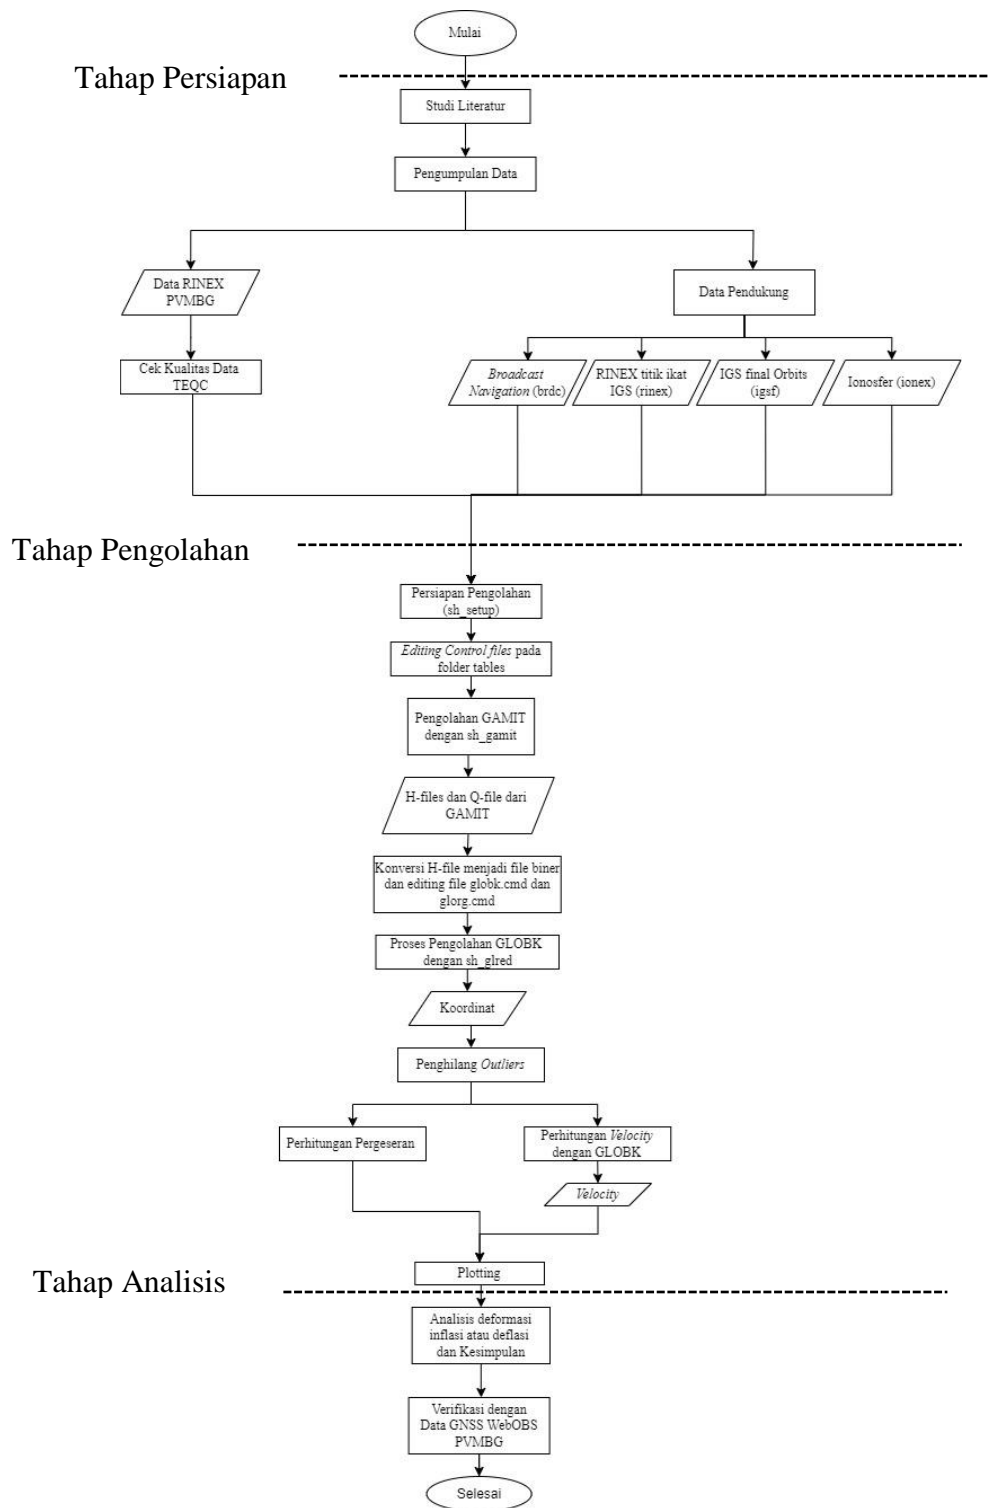 Mulai
Tahap Persiapan
Studi Literatur
Pengumpulan Data
Data RINEX
PVMBG
Data Pendukung
Cek Kualitas Data
TEQC
Broadcast
Navigation (brdc)
RINEX titik ikat
IGS (rinex)
IGS final Orbits
(igsf)
Ionosfer (ionex)
Tahap Pengolahan
Persiapan Pengolahan
(sh_setup)
Editing Control files pada
folder tables
Pengolahan GAMIT
dengan sh_gamit
H-files dan Q-file dari
GAMIT
Konversi H-file menjadi file biner
dan editing file globk.cmd dan
glorg.cmd
Proses Pengolahan GLOBK
dengan sh_glred
Koordinat
Penghilang Outliers
Perhitungan Pergeseran
Perhitungan Velocity
dengan GLOBK
Velocity
Plotting
Tahap Analisis
Analisis deformasi
inflasi atau deflasi
dan Kesimpulan
Verifikasi dengan
Data GNSS WebOBS
PVMBG
Selesai